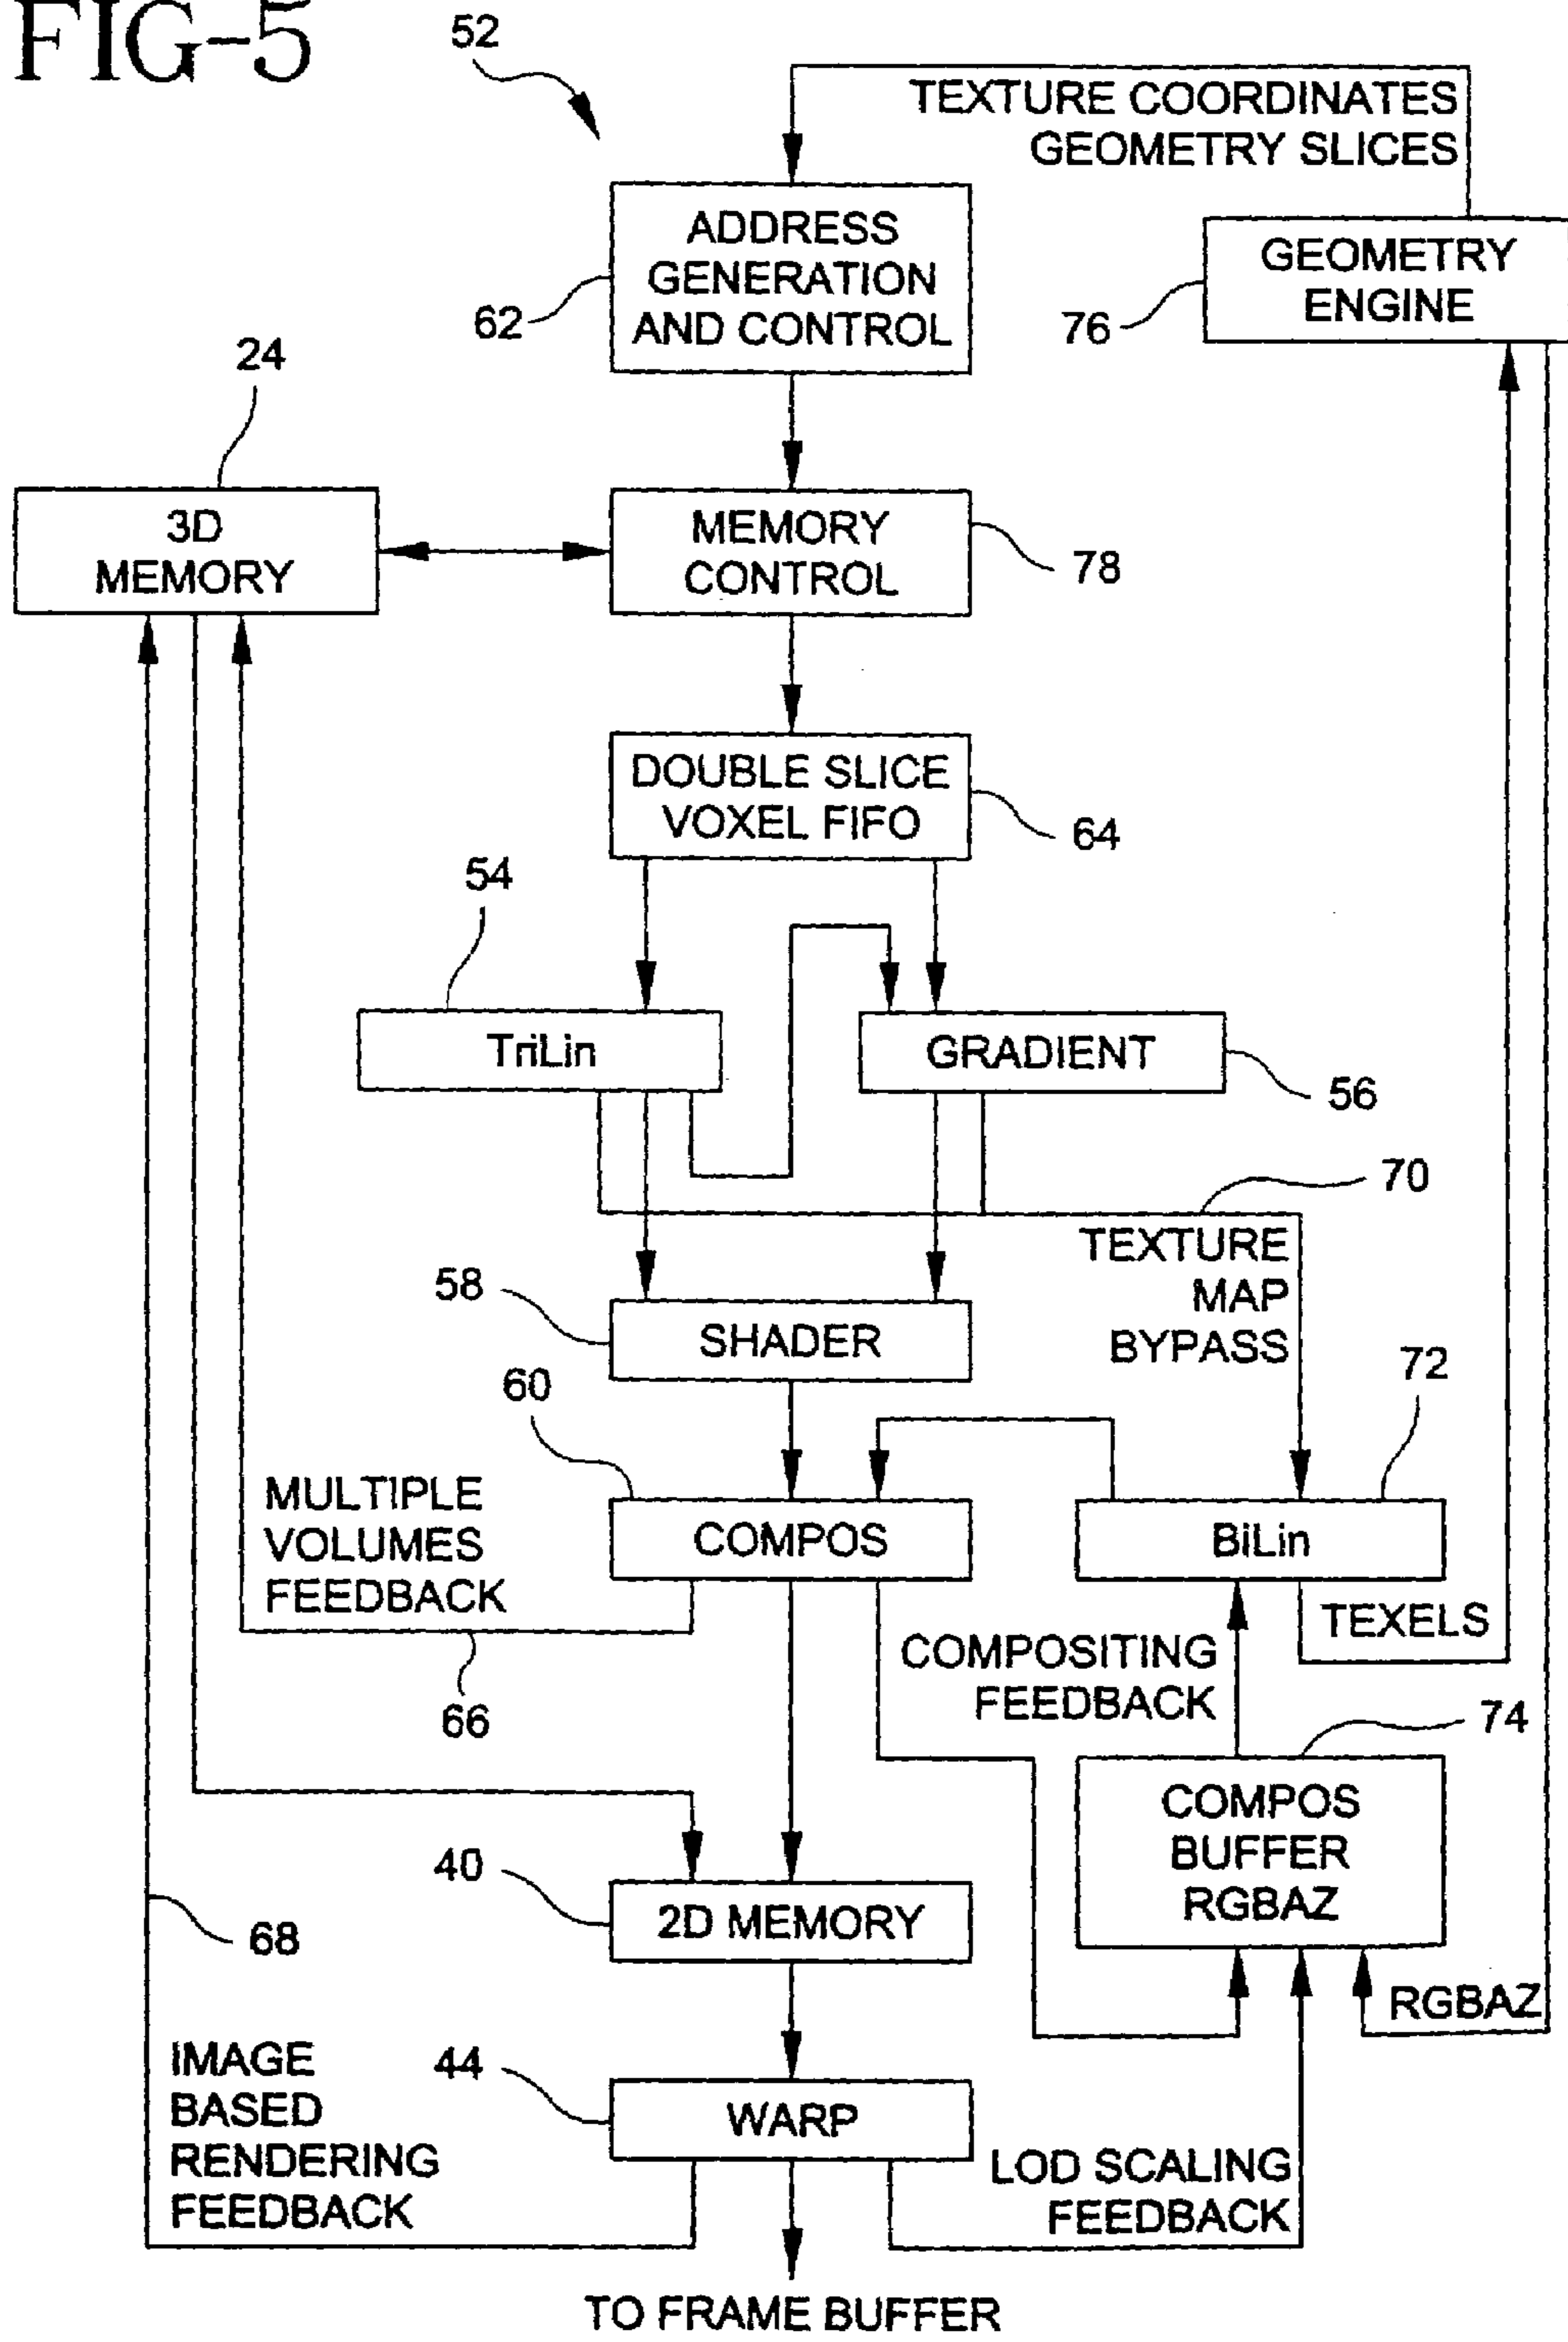 FIG-5
52
TEXTURE COORDINATES
GEOMETRY SLICES
ADDRESS
GENERATION
AND CONTROL
62
GEOMETRY
ENGINE
76
24
3D
MEMORY
MEMORY
CONTROL
78
DOUBLE SLICE
VOXEL FIFO
64
54
TriLin
GRADIENT
56
70
TEXTURE
MAP
BYPASS
58
SHADER
60
72
MULTIPLE
VOLUMES
FEEDBACK
COMPOS
BiLin
TEXELS
COMPOSITING
FEEDBACK
66
74
COMPOS
BUFFER
RGBAZ
40
2D MEMORY
68
RGBAZ
IMAGE
BASED
RENDERING
FEEDBACK
44
WARP
LOD SCALING
FEEDBACK
TO FRAME BUFFER